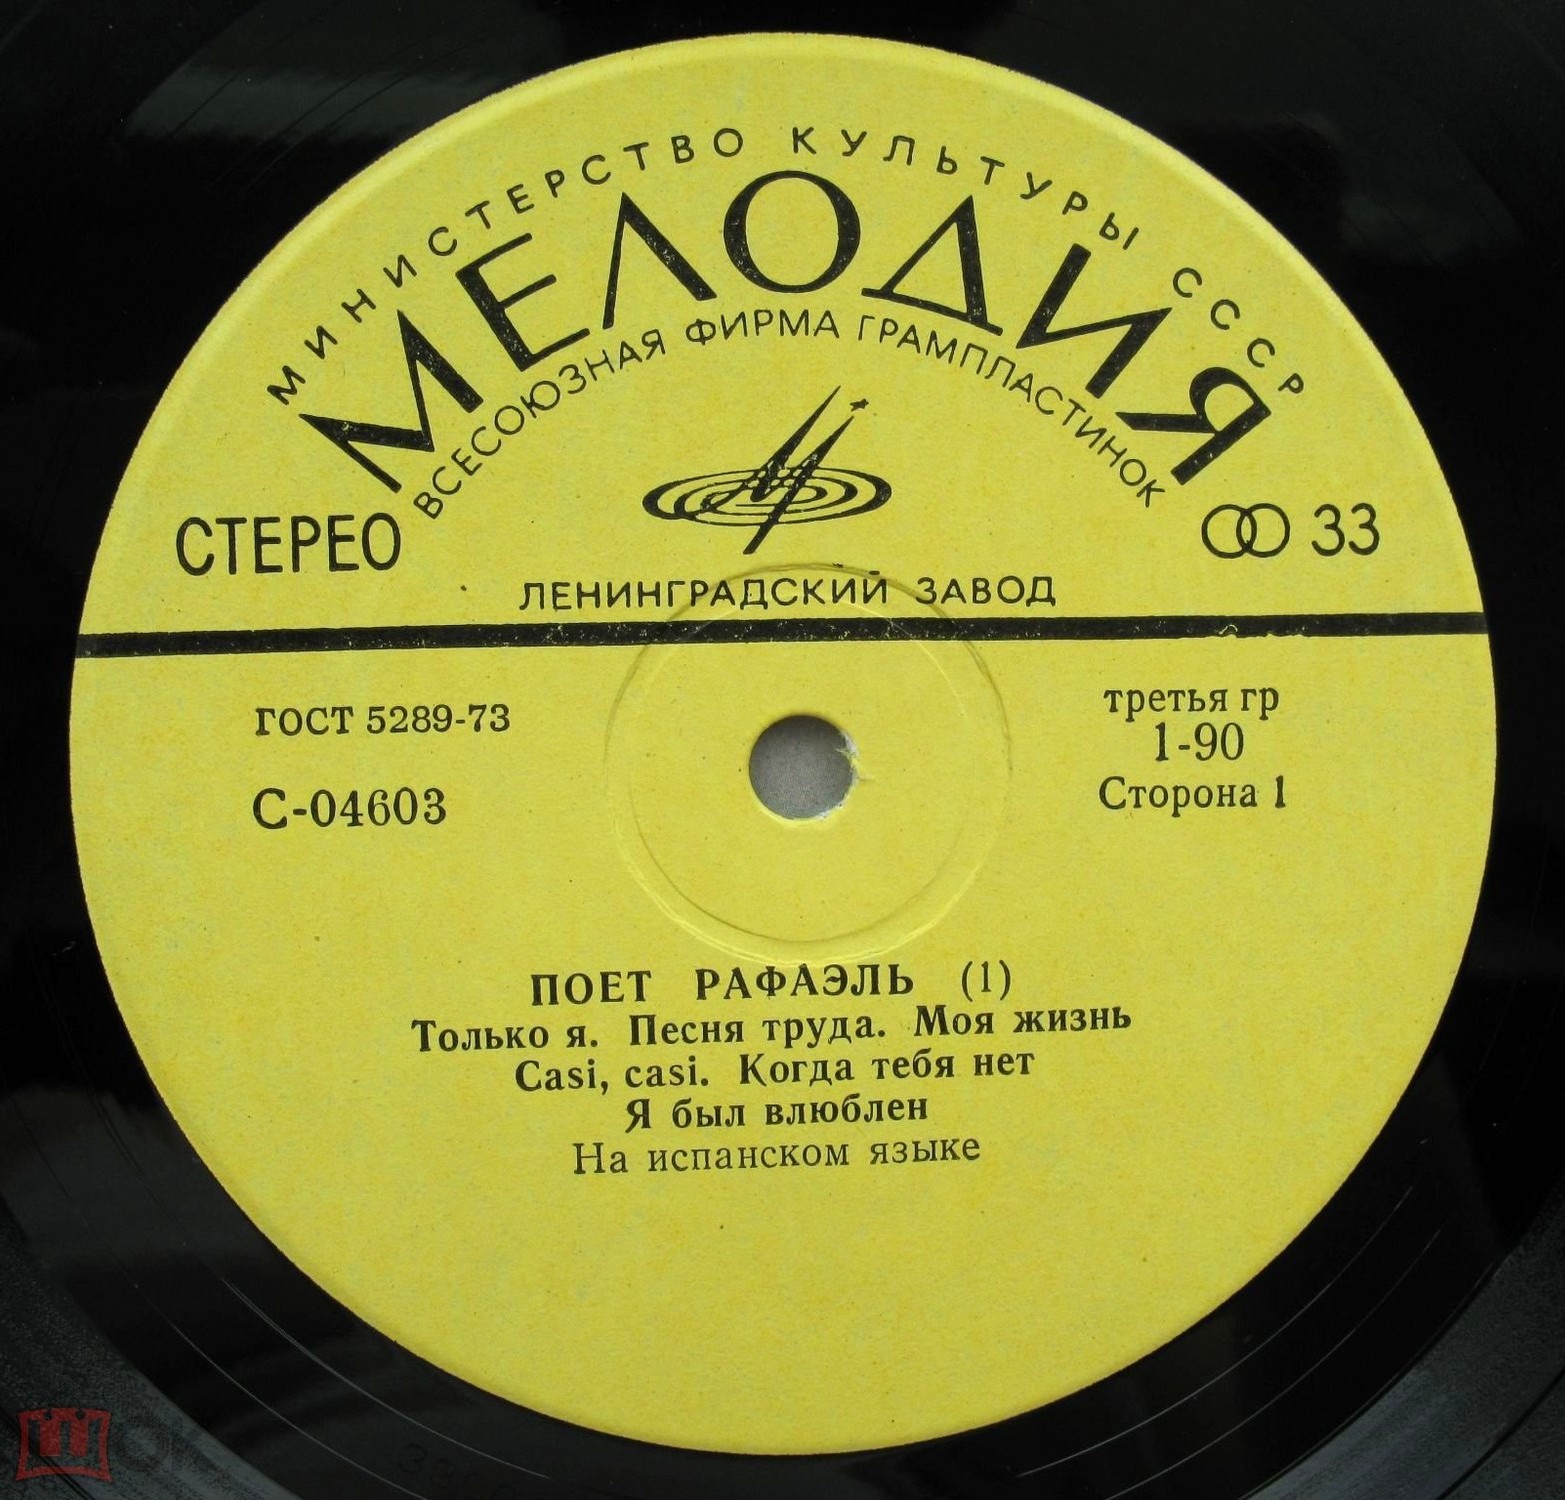 МИНИСТЕРСТВО КУЛЬТУРЫ СССР
МЕЛОДИЯ
ВСЕСОЮЗНАЯ ФИРМА ГРАМПЛАСТИНОК
СТЕРЕО
33
ЛЕНИНГРАДСКИЙ ЗАВОД
ГОСТ 5289-73
третья гр
1-90
С-04603
Сторона 1
ПОЕТ РАФАЭЛЬ (1)
Только я. Песня труда. Моя жизнь
Casi, casi. Когда тебя нет
Я был влюблен
На испанском языке